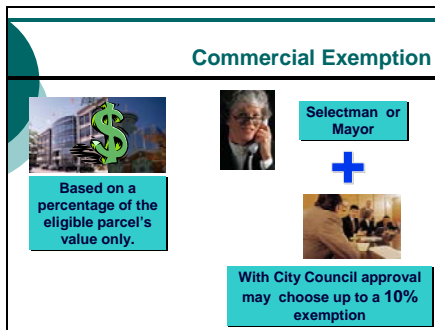 Commercial Exemption
$
Based on a
percentage of the
eligible parcel's
value only.
Selectman or
Mayor
With City Council approval
may choose up to a 10%
exemption